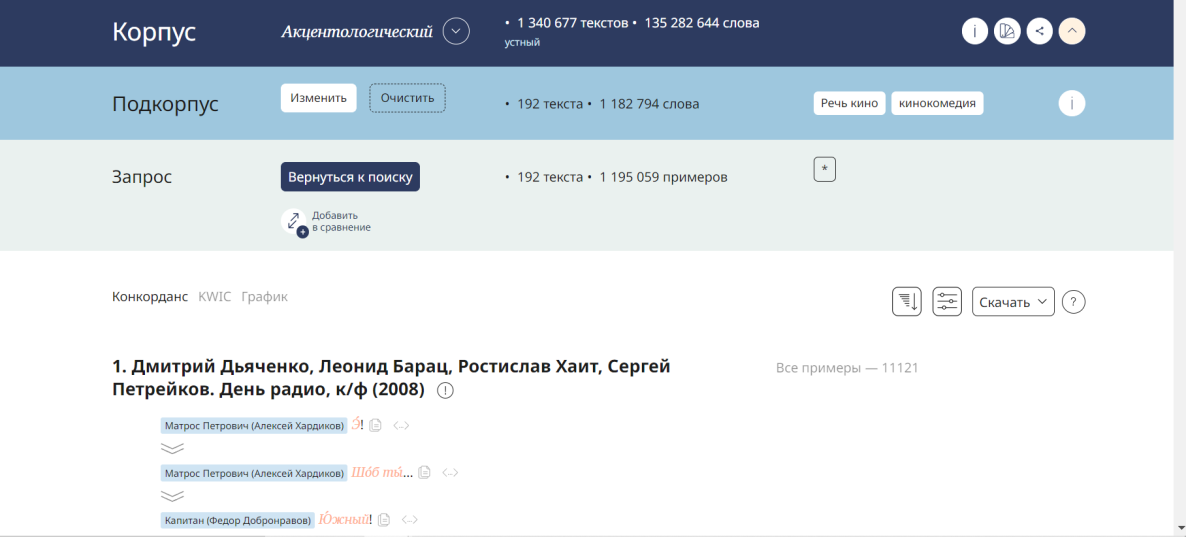 Корпус Акцентологический • 1 340 677 текстов • 135 282 644 слова
устный
Подкорпус Изменить Очистить • 192 текста • 1 182 794 слова Речь кино кинокомедия
Запрос Вернуться к поиску • 192 текста • 1 195 059 примеров *
Добавить
в сравнение
Конкорданс KWIC График Скачать ?
1. Дмитрий Дьяченко, Леонид Барац, Ростислав Хаит, Сергей
Петрейков. День радио, к/ф (2008) Все примеры — 11121
Матрос Петрович (Алексей Хардиков) Э́! <...>
Матрос Петрович (Алексей Хардиков) Шо́б ты́... <...>
Капитан (Федор Добронравов) Ю́жный! <...>